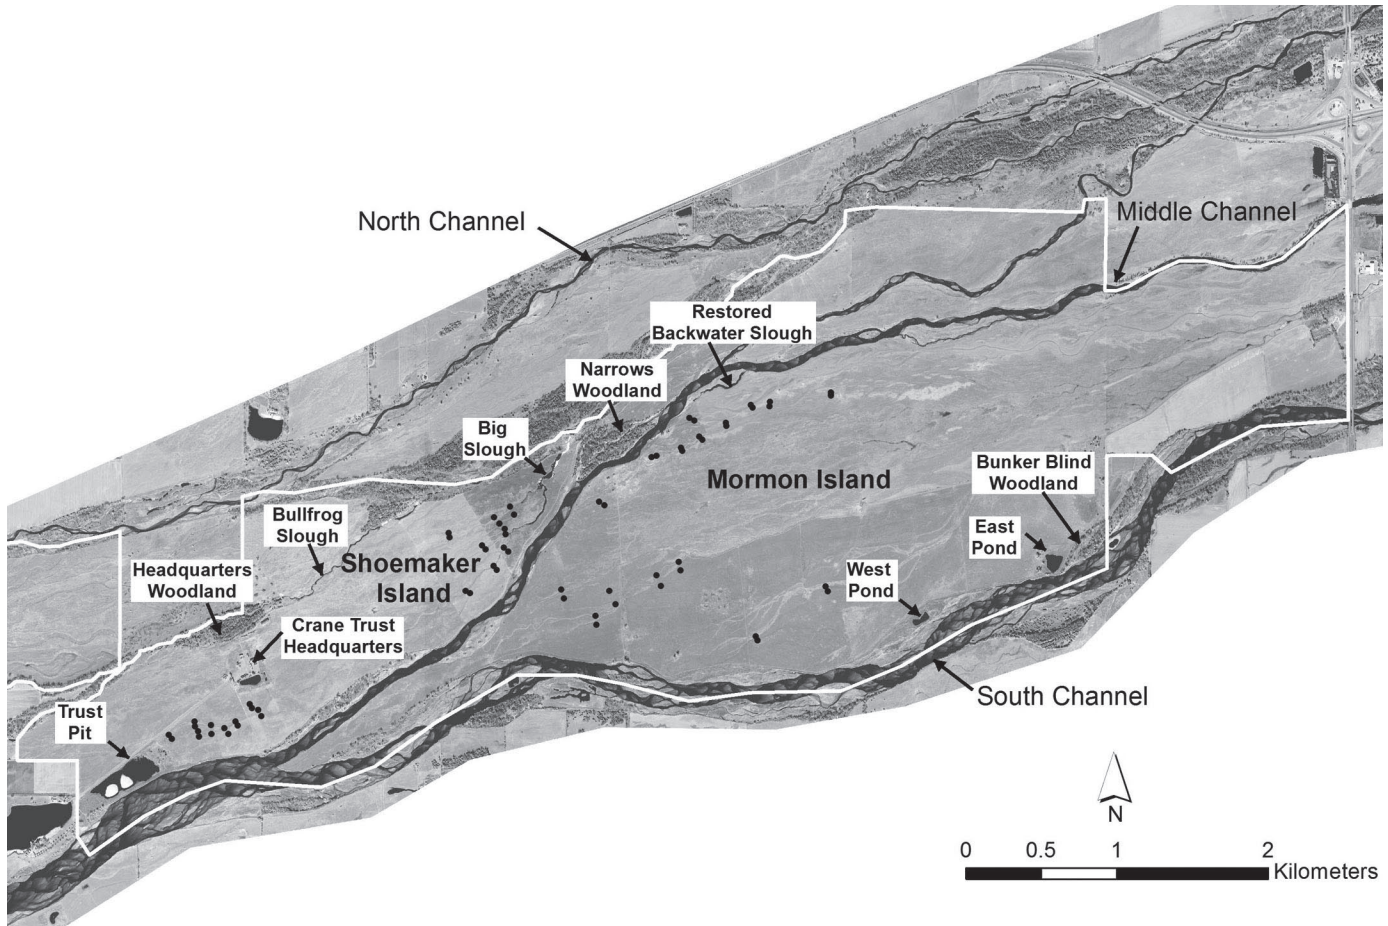 North Channel
Middle Channel
Restored
Backwater Slough
Narrows
Woodland
Big
Slough
Mormon Island
Bunker Blind
Woodland
Bullfrog
Slough
East
Pond
Shoemaker
Island
Headquarters
Woodland
West
Pond
Crane Trust
Headquarters
South Channel
Trust
Pit
N
0 0.5 1 2
Kilometers